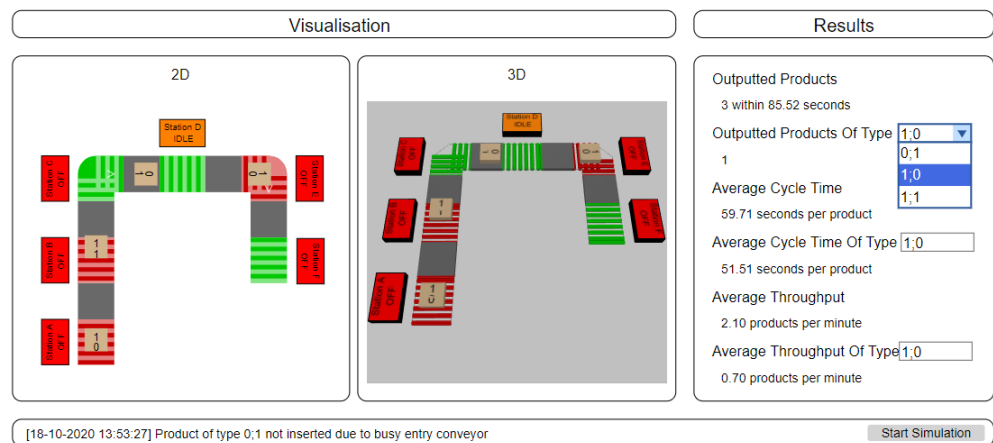 Visualisation
Results
2D
3D
Outputted Products
3 within 85.52 seconds
Outputted Products Of Type 1;0
0;1
1;0
1;1
1
Average Cycle Time
59.71 seconds per product
Average Cycle Time Of Type 1;0
51.51 seconds per product
Average Throughput
2.10 products per minute
Average Throughput Of Type 1;0
0.70 products per minute
Station D
IDLE
Station C
OFF
Station E
OFF
Station B
OFF
Station F
OFF
Station A
OFF
0
1
1
0
1
1
1
0
Station D
IDLE
Station A
OFF
[18-10-2020 13:53:27] Product of type 0;1 not inserted due to busy entry conveyor
Start Simulation